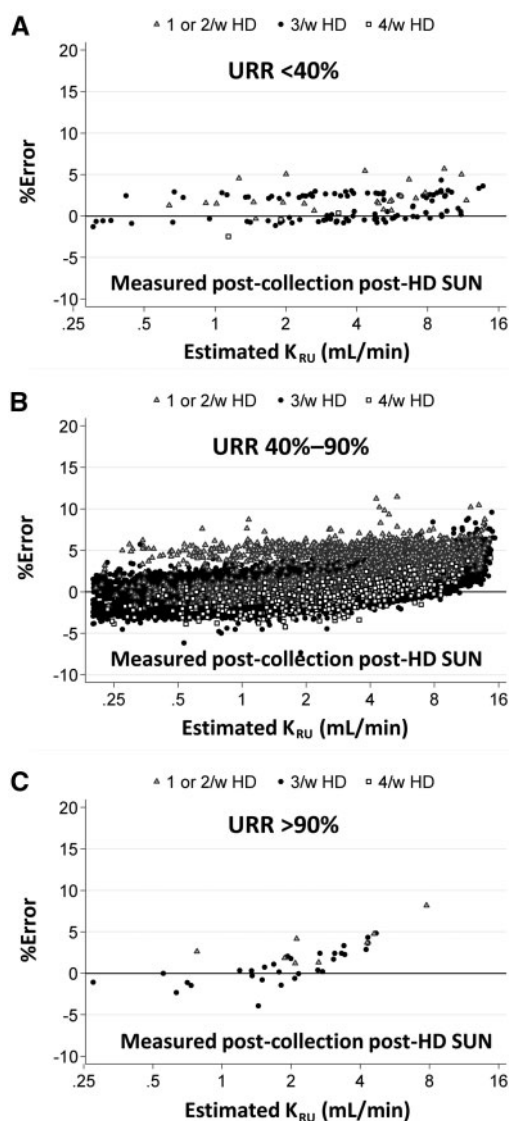 A
1 or 2/w HD 3/w HD 4/w HD
URR <40%
20
15
10
5
0
-5
-10
%Error
Measured post-collection post-HD SUN
.25 .5 1 2 4 8 16
Estimated KRU (mL/min)
B
1 or 2/w HD 3/w HD 4/w HD
URR 40%–90%
20
15
10
5
0
-5
-10
%Error
Measured post-collection post-HD SUN
.25 .5 1 2 4 8 16
Estimated KRU (mL/min)
C
1 or 2/w HD 3/w HD 4/w HD
URR >90%
20
15
10
5
0
-5
-10
%Error
Measured post-collection post-HD SUN
.25 .5 1 2 4 8 16
Estimated KRU (mL/min)